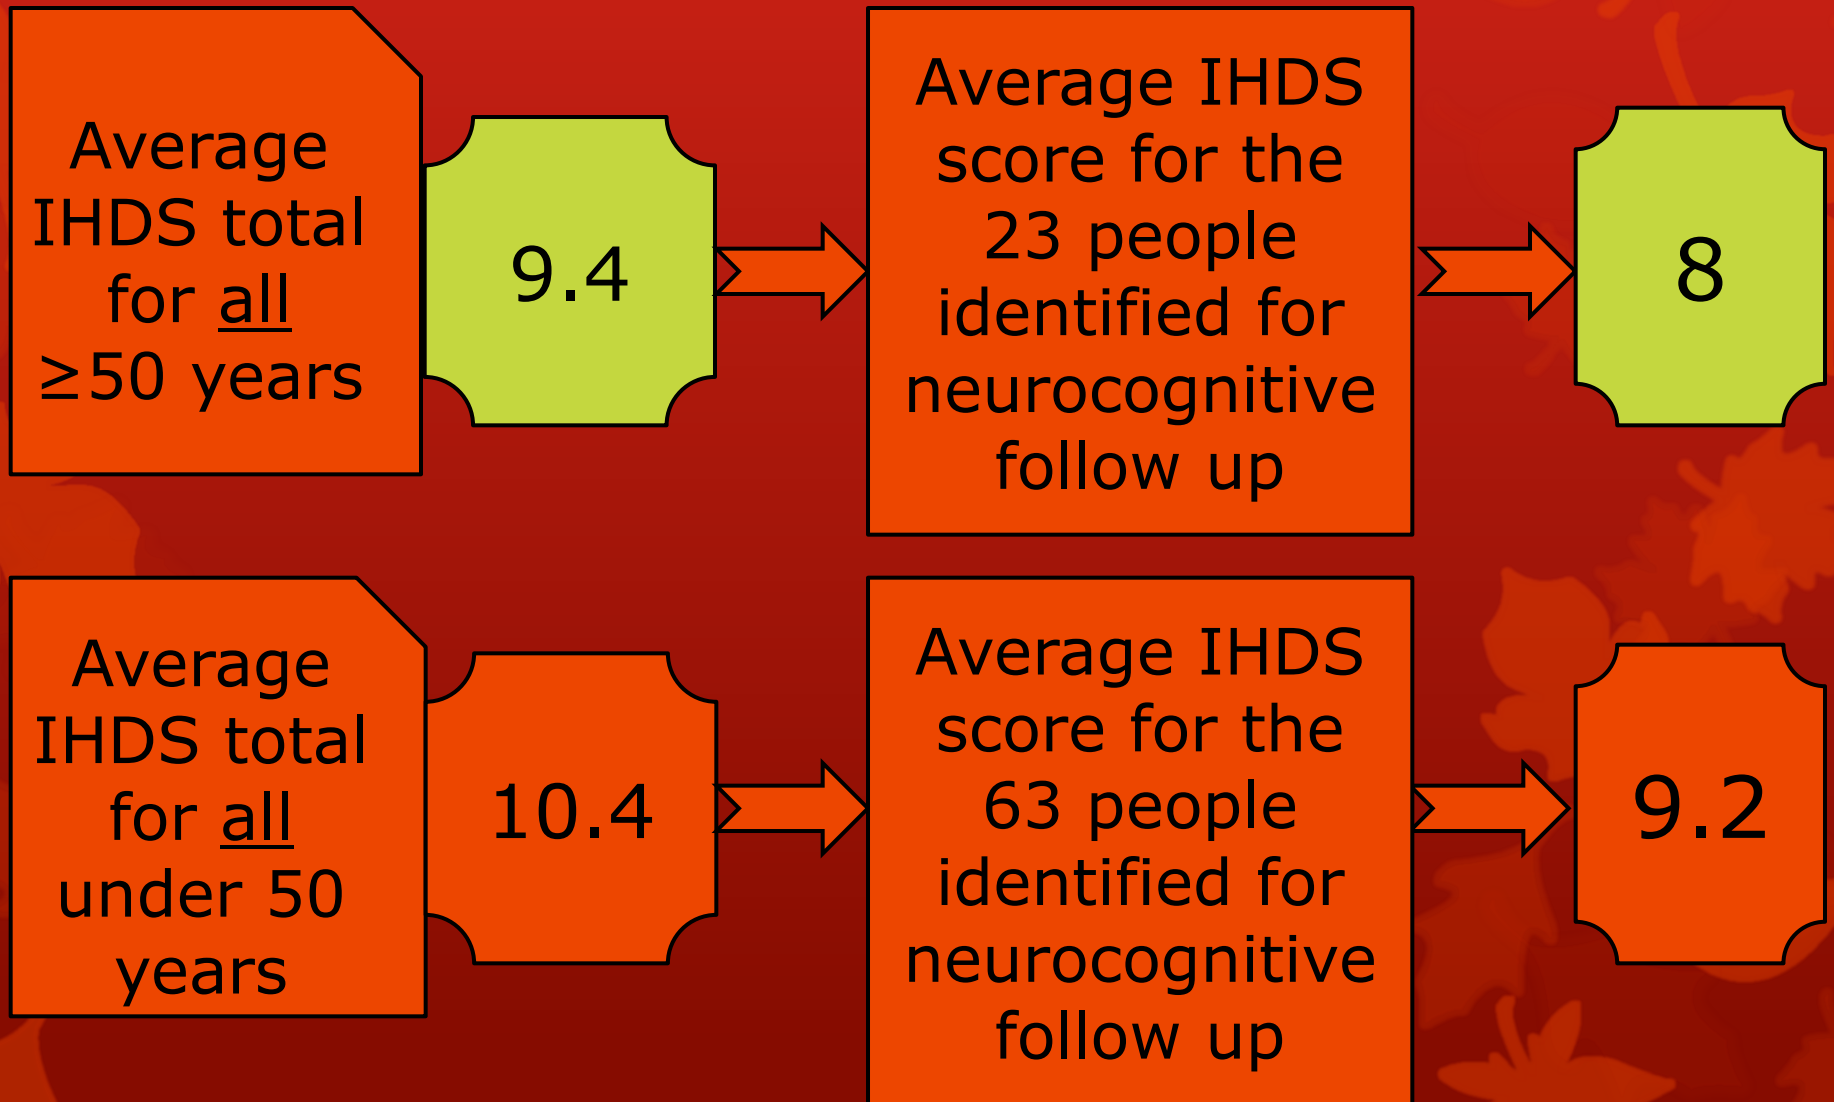 Average
IHDS total
for all
≥50 years
9.4
Average IHDS
score for the
23 people
identified for
neurocognitive
follow up
8
Average
IHDS total
for all
under 50
years
10.4
Average IHDS
score for the
63 people
identified for
neurocognitive
follow up
9.2